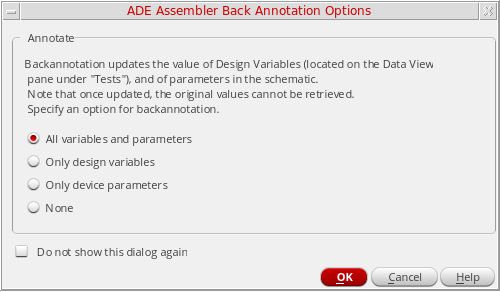 ADE Assembler Back Annotation Options
Annotate
Backannotation updates the value of Design Variables (located on the Data View
pane under "Tests"), and of parameters in the schematic.
Note that once updated, the original values cannot be retrieved.
Specify an option for backannotation.
All variables and parameters
Only design variables
Only device parameters
None
Do not show this dialog again
OK Cancel Help